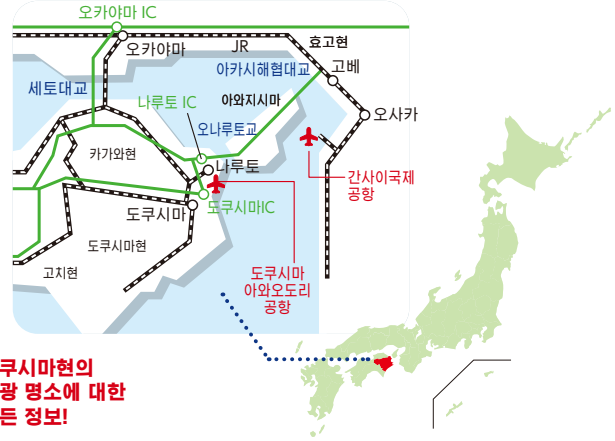 오카야마 IC
오카야마
JR
효고현
고베
아카시해협대교
세토대교
나루토 IC
아와지시마
오사카
오나루토교
카가와현
나루토
간사이국제
공항
도쿠시마
도쿠시마IC
도쿠시마현
고치현
도쿠시마
아와오도리
공항
쿠시마현의
광 명소에 대한
든 정보!